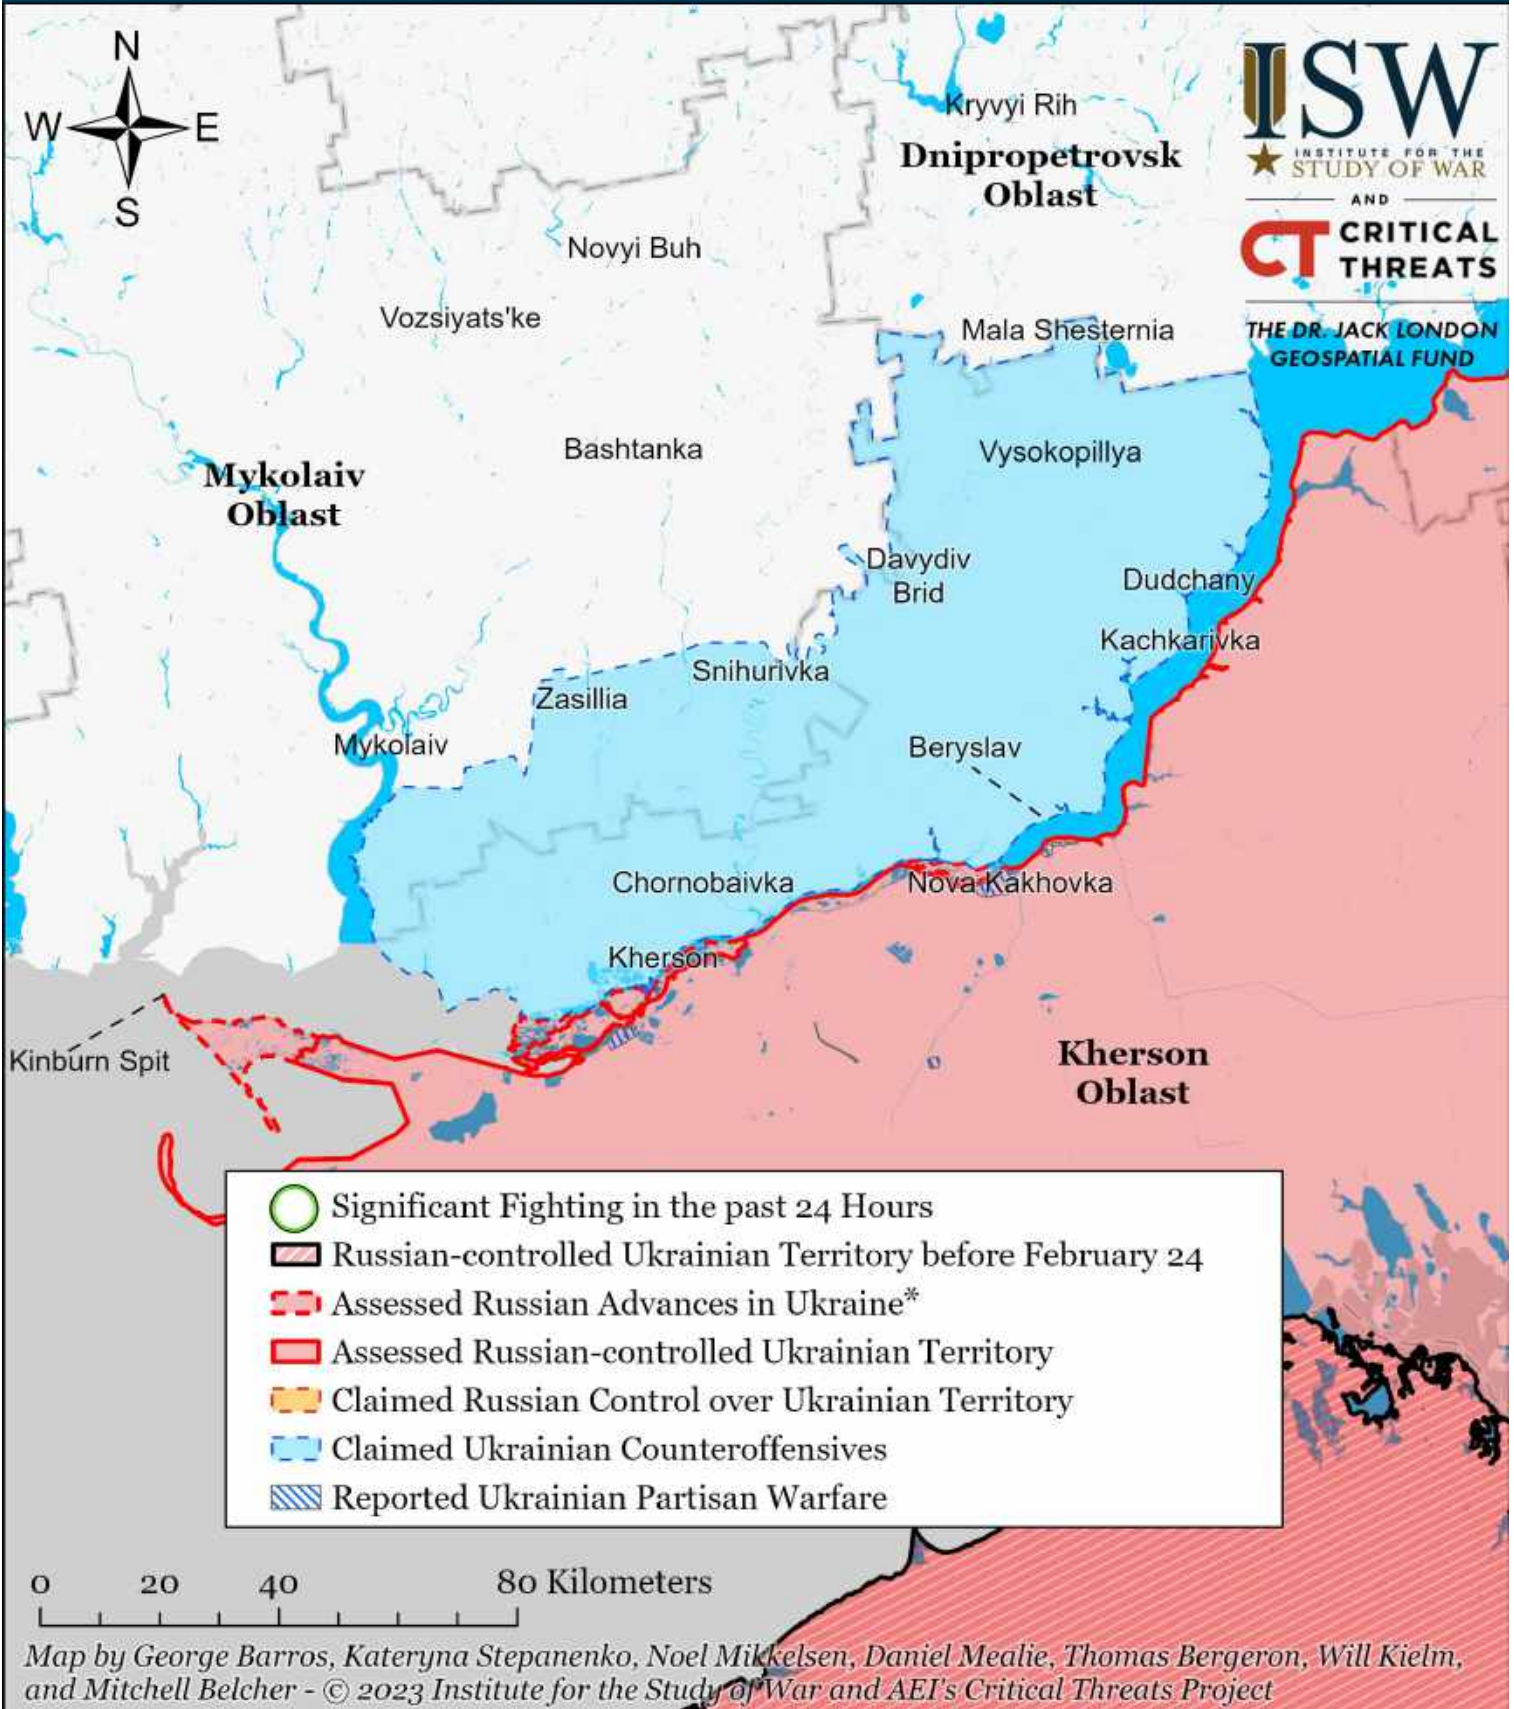 N
W E
S
ISW
INSTITUTE FOR THE
STUDY OF WAR
AND
CT CRITICAL
THREATS
THE DR. JACK LONDON
GEOSPATIAL FUND
Kryvyi Rih
Dnipropetrovsk
Oblast
Novyi Buh
Vozsiyats'ke
Mala Shesternia
Bashtanka
Vysokopillya
Mykolaiv
Oblast
Davydiv
Brid
Dudchany
Kachkarivka
Snihurivka
Zasillia
Mykolaiv
Beryslav
Chornobaivka
Nova Kakhovka
Kherson
Kinburn Spit
Kherson
Oblast
Significant Fighting in the past 24 Hours
Russian-controlled Ukrainian Territory before February 24
Assessed Russian Advances in Ukraine*
Assessed Russian-controlled Ukrainian Territory
Claimed Russian Control over Ukrainian Territory
Claimed Ukrainian Counteroffensives
Reported Ukrainian Partisan Warfare
0 20 40 80 Kilometers
Map by George Barros, Kateryna Stepanenko, Noel Mikkelsen, Daniel Mealie, Thomas Bergeron, Will Kielm,
and Mitchell Belcher - © 2023 Institute for the Study of War and AEI's Critical Threats Project